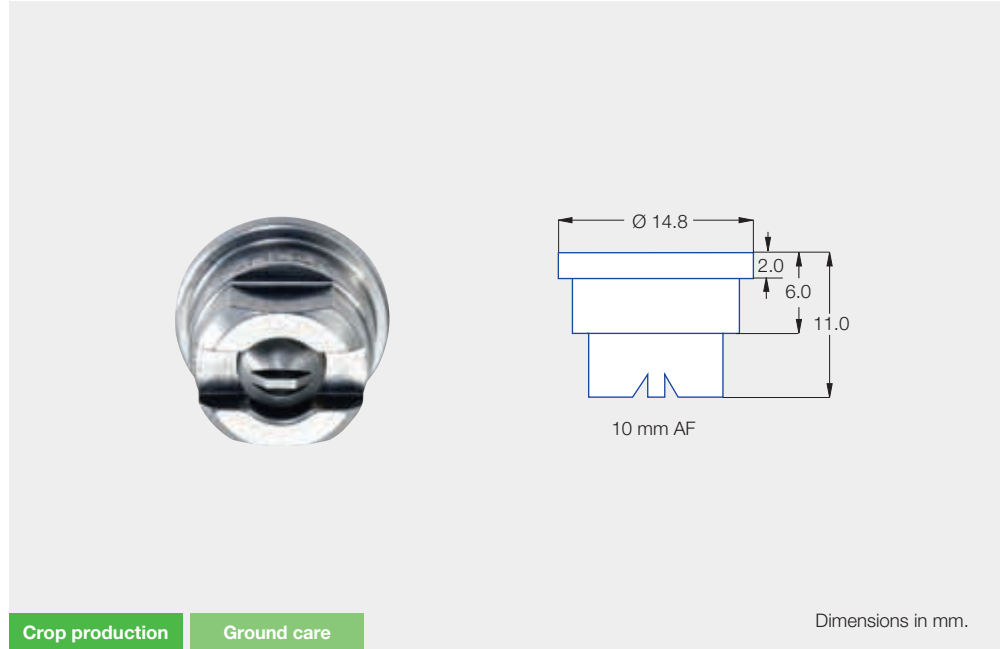 Ø 14.8
2.0
6.0
11.0
10 mm AF
Dimensions in mm.
Crop production
Ground care